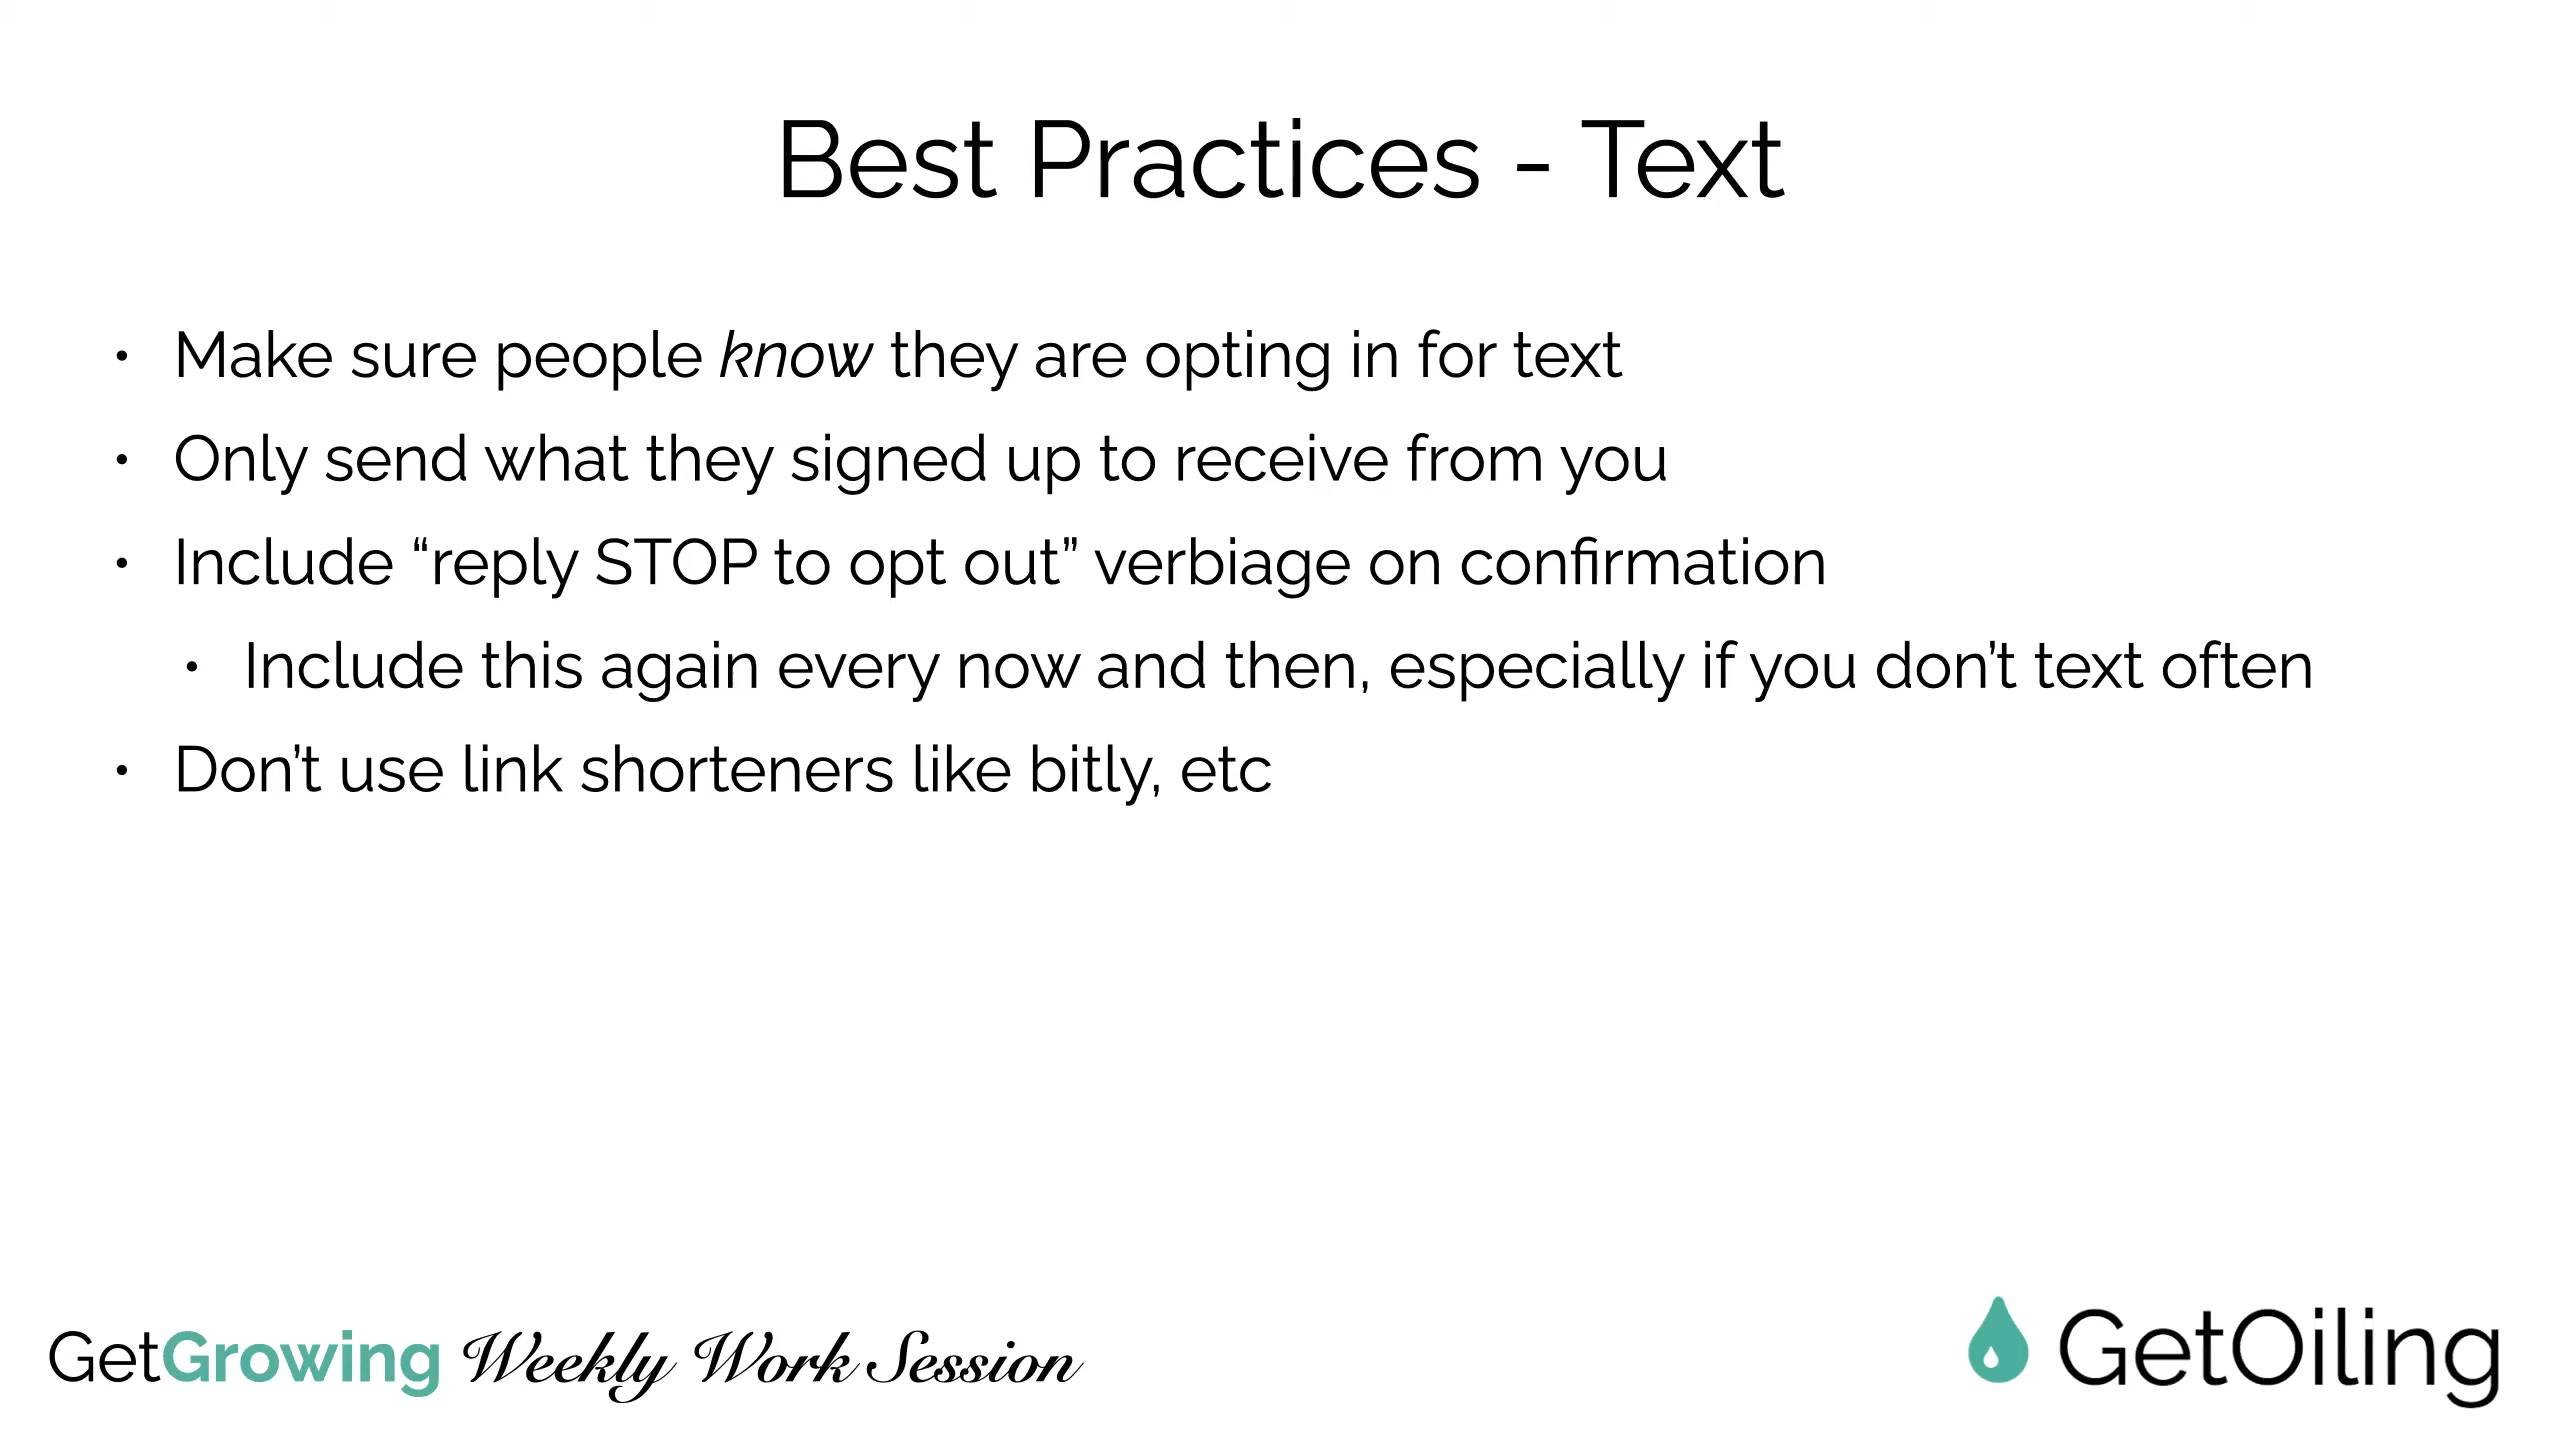 Best Practices - Text
• Make sure people know they are opting in for text
• Only send what they signed up to receive from you
• Include “reply STOP to opt out” verbiage on confirmation
• Include this again every now and then, especially if you don’t text often
• Don’t use link shorteners like bitly, etc
GetGrowing Weekly Work Session
GetOiling